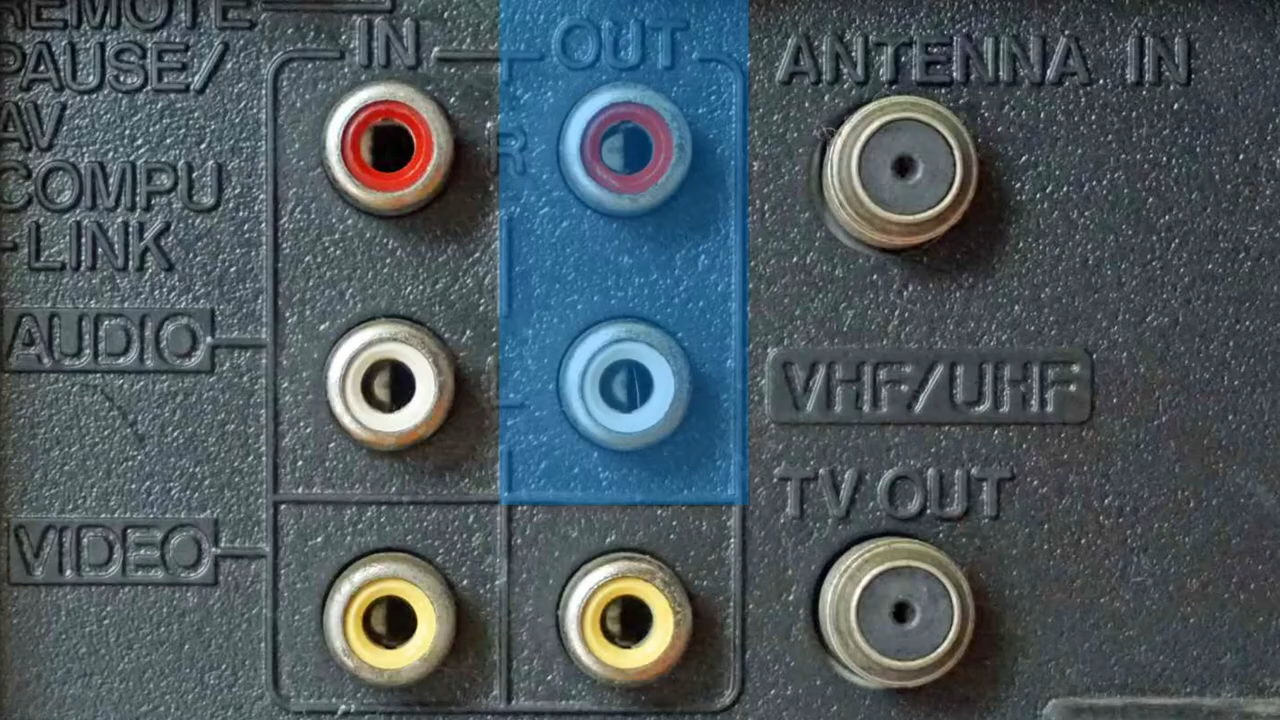 REMOTE
PAUSE/
AV
COMPU
-LINK
IN
OUT
R
AUDIO
VIDEO
ANTENNA IN
VHF/UHF
TV OUT